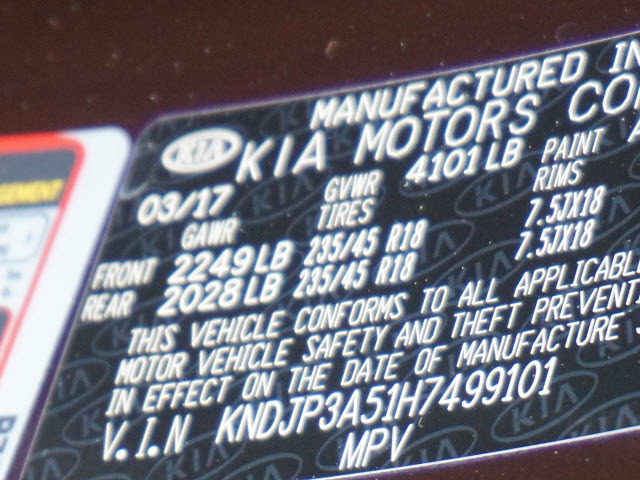 MANUFACTURED IN
KIA KIA MOTORS CO
03/17 GVWR 4101 LB PAINT
GAWR TIRES RIMS
FRONT 2249 LB 235/45 R18 7.5JX18
REAR 2028 LB 235/45 R18 7.5JX18
THIS VEHICLE CONFORMS TO ALL APPLICABL
MOTOR VEHICLE SAFETY AND THEFT PREVENT
IN EFFECT ON THE DATE OF MANUFACTURE
V.I.N KNDJP3A51H7499101
MPV